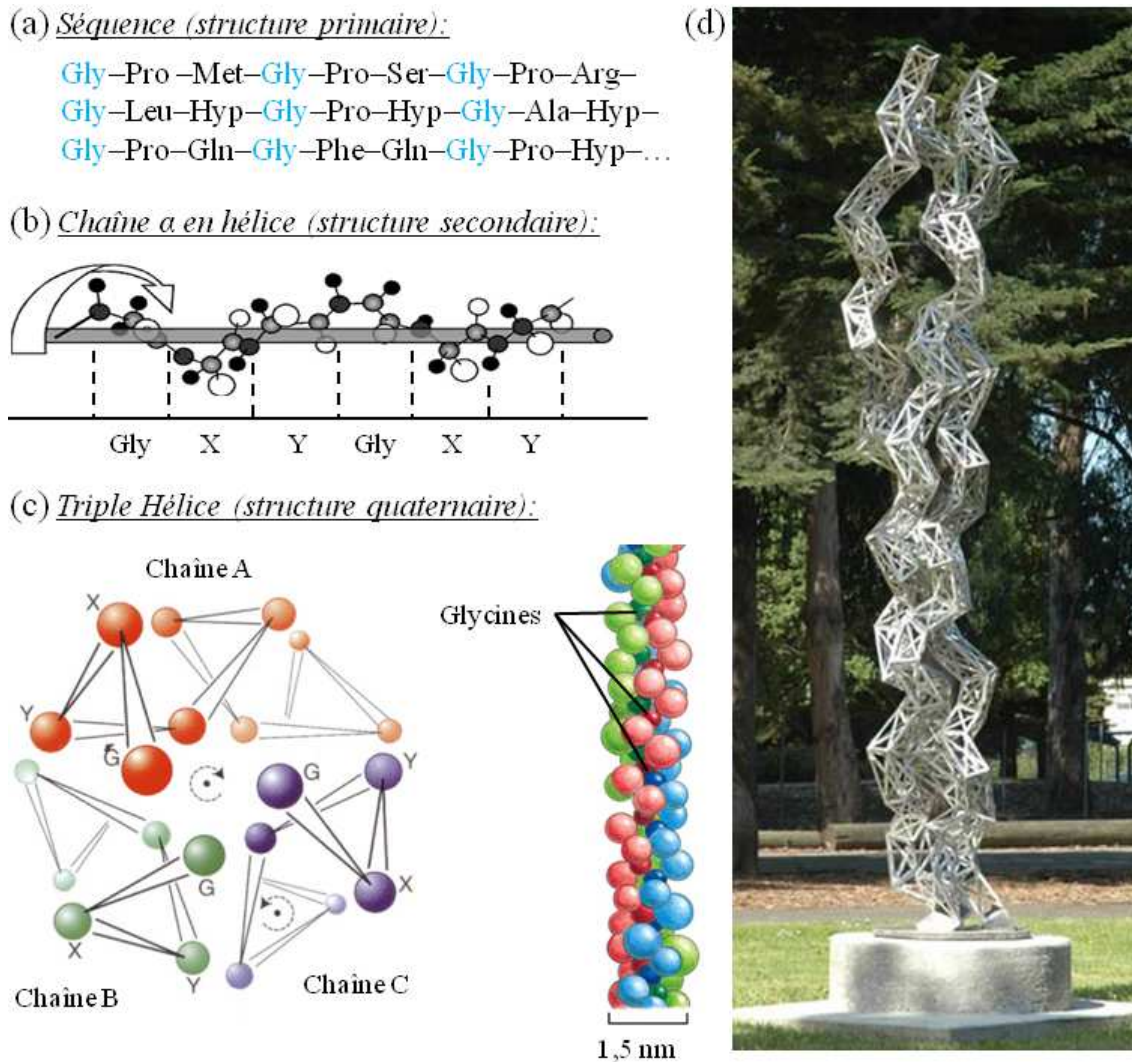 (a) Séquence (structure primaire):
Gly–Pro –Met–Gly–Pro–Ser–Gly–Pro–Arg–
Gly–Leu–Hyp–Gly–Pro–Hyp–Gly–Ala–Hyp–
Gly–Pro–Gln–Gly–Phe–Gln–Gly–Pro–Hyp–…
(b) Chaîne α en hélice (structure secondaire):
Gly X Y Gly X Y
(c) Triple Hélice (structure quaternaire):
Chaîne A
X
Y
G
G
Y
X
G
X
Y
Chaîne B
Chaîne C
Glycines
1,5 nm
(d)